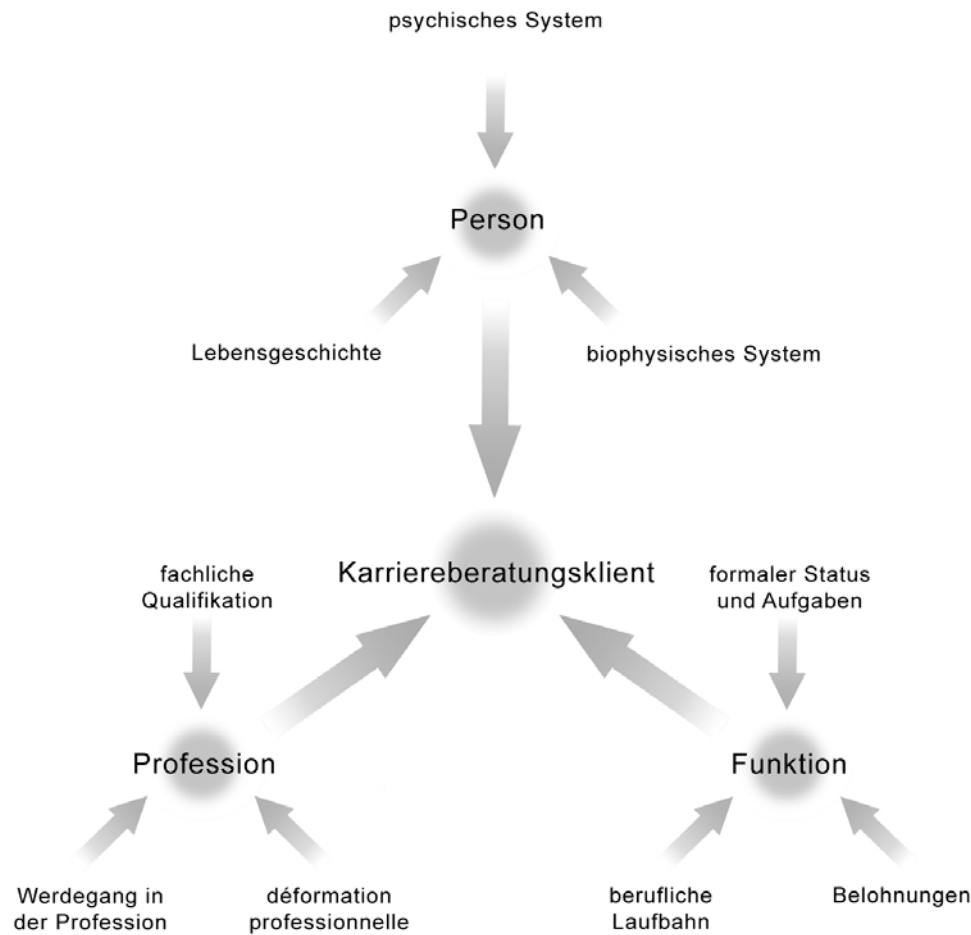 psychisches System
Person
Lebensgeschichte
biophysisches System
Karriereberatungsklient
fachliche
Qualifikation
formaler Status
und Aufgaben
Profession
Funktion
Werdegang in
der Profession
déformation
professionnelle
berufliche
Laufbahn
Belohnungen